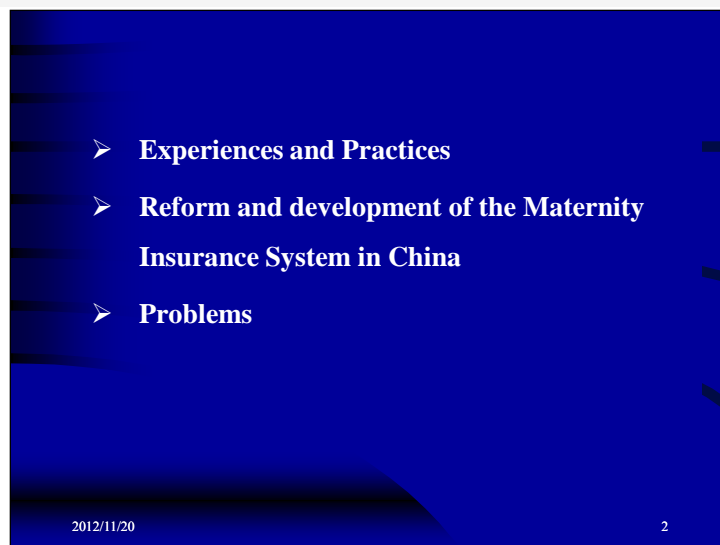 ➢ Experiences and Practices
➢ Reform and development of the Maternity
Insurance System in China
➢ Problems
2012/11/20 2